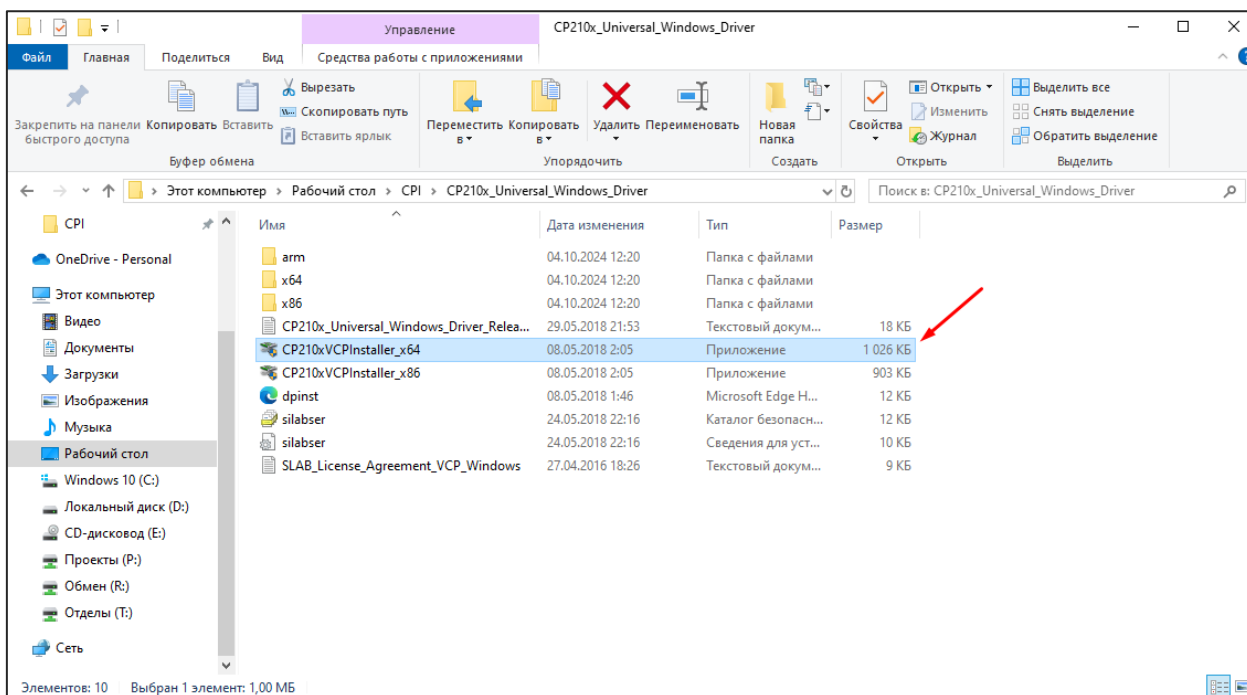 Управление
CP210x_Universal_Windows_Driver
Файл Главная Поделиться Вид Средства работы с приложениями
Закрепить на панели быстрого доступа
Копировать
Вставить
Вырезать
Скопировать путь
Вставить ярлык
Буфер обмена
Переместить в
Копировать в
Удалить
Переименовать
Упорядочить
Новая папка
Создать
Свойства
Открыть
Изменить
Журнал
Открыть
Выделить все
Снять выделение
Обратить выделение
Выделить
Этот компьютер > Рабочий стол > CPI > CP210x_Universal_Windows_Driver
Поиск в: CP210x_Universal_Windows_Driver
CPI
OneDrive - Personal
Этот компьютер
Видео
Документы
Загрузки
Изображения
Музыка
Рабочий стол
Windows 10 (C:)
Локальный диск (D:)
CD-дисковод (E:)
Проекты (P:)
Обмен (R:)
Отделы (T:)
Сеть
Имя Дата изменения Тип Размер
arm 04.10.2024 12:20 Папка с файлами
x64 04.10.2024 12:20 Папка с файлами
x86 04.10.2024 12:20 Папка с файлами
CP210x_Universal_Windows_Driver_Relea... 29.05.2018 21:53 Текстовый докум... 18 КБ
CP210xVCPInstaller_x64 08.05.2018 2:05 Приложение 1 026 КБ
CP210xVCPInstaller_x86 08.05.2018 2:05 Приложение 903 КБ
dpinst 08.05.2018 1:46 Microsoft Edge H... 12 КБ
silabser 24.05.2018 22:16 Каталог безопасн... 12 КБ
silabser 24.05.2018 22:16 Сведения для уст... 10 КБ
SLAB_License_Agreement_VCP_Windows 27.04.2016 18:26 Текстовый докум... 9 КБ
Элементов: 10 Выбран 1 элемент: 1,00 МБ